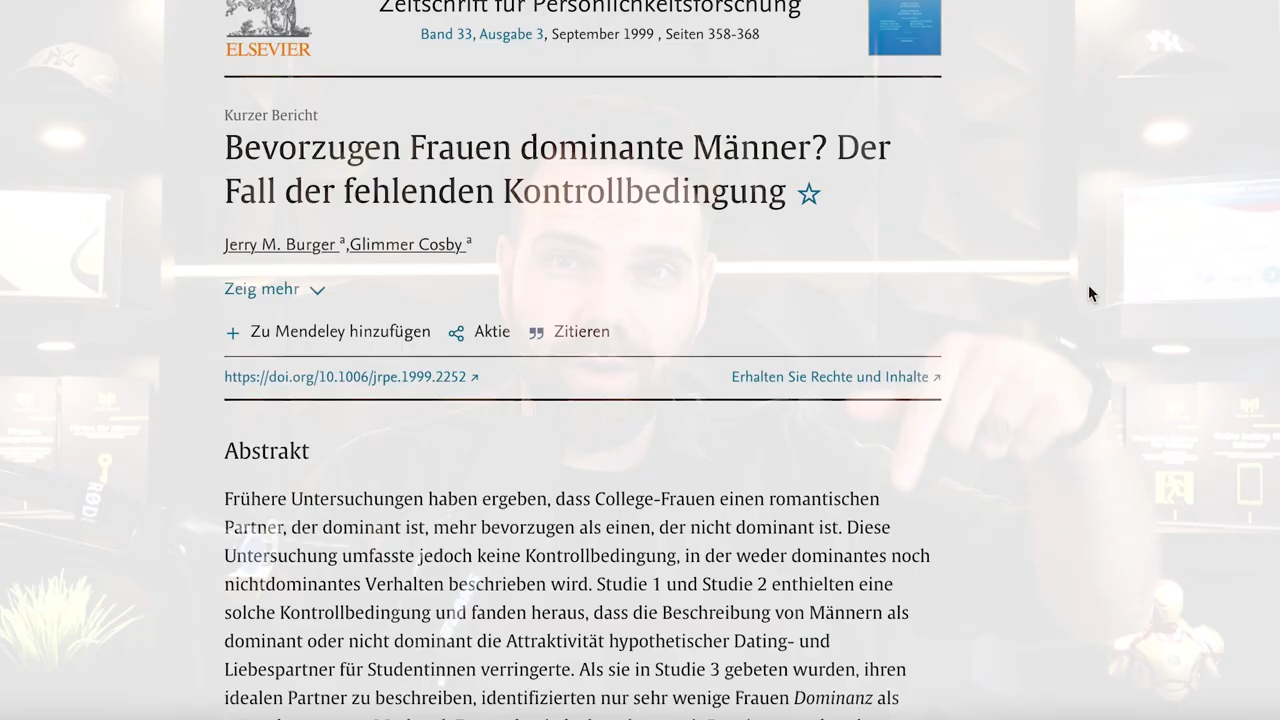 Zeitschrift für Persönlichkeitsforschung
ELSEVIER
Band 33, Ausgabe 3, September 1999 , Seiten 358-368
Kurzer Bericht
Bevorzugen Frauen dominante Männer? Der
Fall der fehlenden Kontrollbedingung
Jerry M. Burger a ,Glimmer Cosby a
Zeig mehr
Zu Mendeley hinzufügen Aktie Zitieren
https://doi.org/10.1006/jrpe.1999.2252 Erhalten Sie Rechte und Inhalte
Abstrakt
Frühere Untersuchungen haben ergeben, dass College-Frauen einen romantischen
Partner, der dominant ist, mehr bevorzugen als einen, der nicht dominant ist. Diese
Untersuchung umfasste jedoch keine Kontrollbedingung, in der weder dominantes noch
nichtdominantes Verhalten beschrieben wird. Studie 1 und Studie 2 enthielten eine
solche Kontrollbedingung und fanden heraus, dass die Beschreibung von Männern als
dominant oder nicht dominant die Attraktivität hypothetischer Dating- und
Liebespartner für Studentinnen verringerte. Als sie in Studie 3 gebeten wurden, ihren
idealen Partner zu beschreiben, identifizierten nur sehr wenige Frauen Dominanz als
RØDE